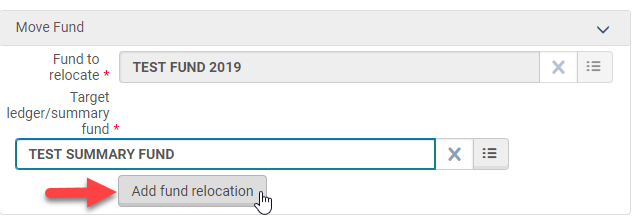 Move Fund
Fund to
relocate *
TEST FUND 2019
Target
ledger/summary
fund *
TEST SUMMARY FUND
Add fund relocation